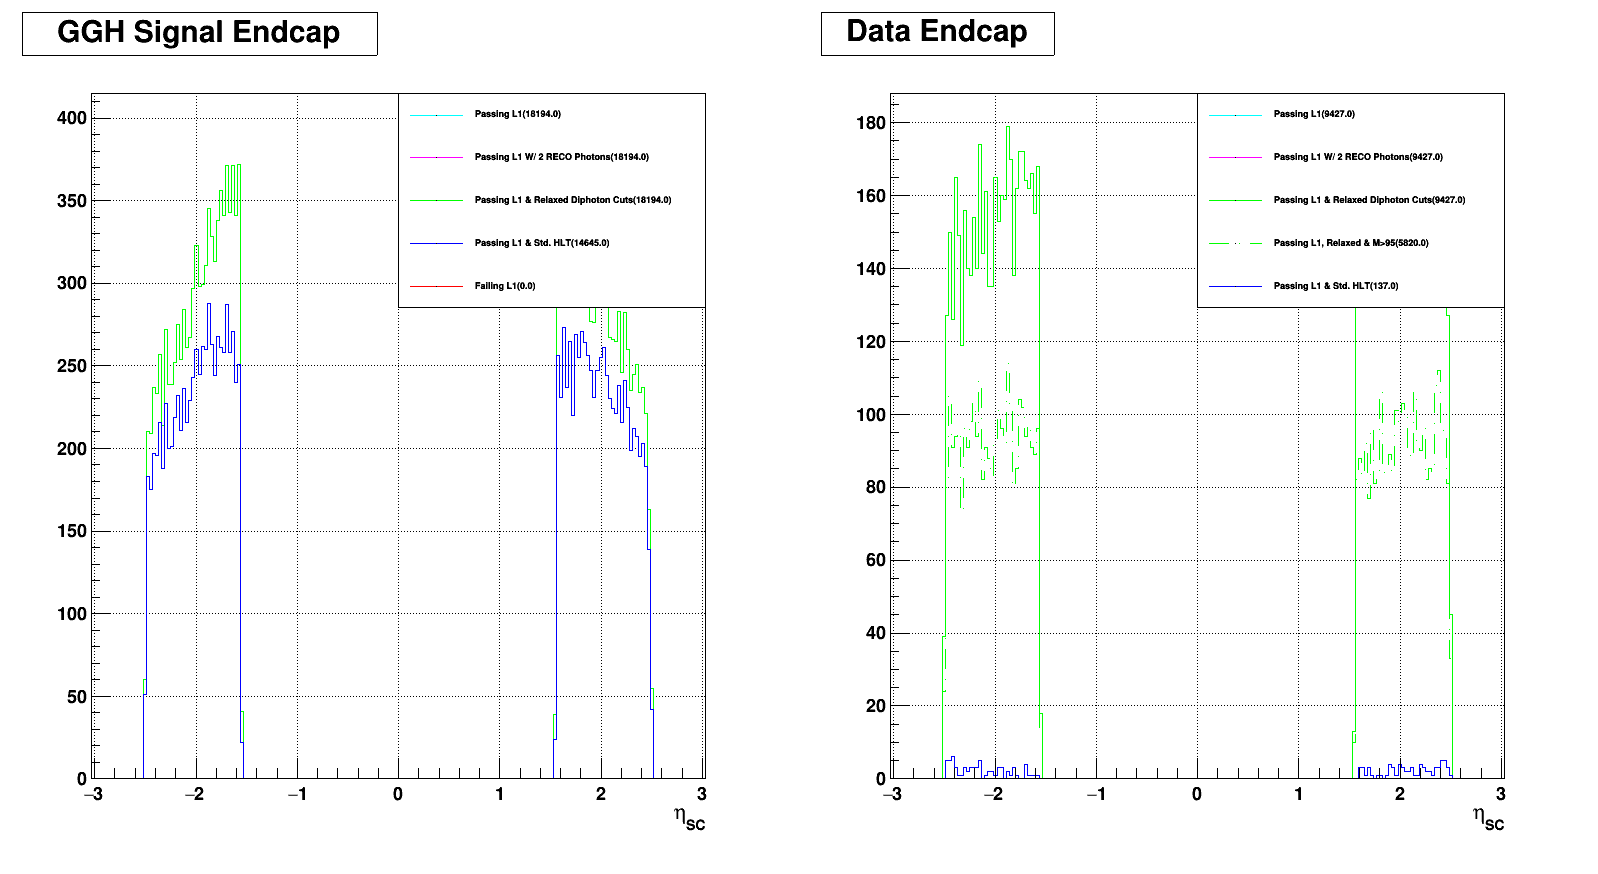 GGH Signal Endcap
Passing L1(18194.0)
Passing L1 W/ 2 RECO Photons(18194.0)
Passing L1 & Relaxed Diphoton Cuts(18194.0)
Passing L1 & Std. HLT(14645.0)
Failing L1(0.0)
400
350
300
250
200
150
100
50
0
−3 −2 −1 0 1 2 3
ηSC
Data Endcap
Passing L1(9427.0)
Passing L1 W/ 2 RECO Photons(9427.0)
Passing L1 & Relaxed Diphoton Cuts(9427.0)
Passing L1, Relaxed & M>95(5820.0)
Passing L1 & Std. HLT(137.0)
180
160
140
120
100
80
60
40
20
0
−3 −2 −1 0 1 2 3
ηSC